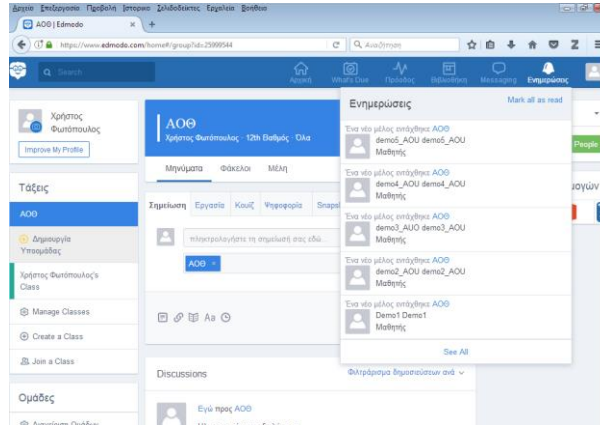 Αρχείο Επεξεργασία Προβολή Ιστορικό Σελιδοδείκτες Εργαλεία Βοήθεια
ΑΟΘ | Edmodo
https://www.edmodo.com/home#/group?id=25999544
Αναζήτηση
Search
Αρχική
What's Due
Πρόοδος
Βιβλιοθήκη
Messaging
Ενημερώσεις
Χρήστος
Φωτόπουλος
Improve My Profile
Τάξεις
ΑΟΘ
Δημιουργία
Υποομάδας
Χρήστος Φωτόπουλος's
Class
Manage Classes
Create a Class
Join a Class
Ομάδες
ΑΟΘ
Χρήστος Φωτόπουλος · 12th Βαθμός · Όλα
Μηνύματα Φάκελοι Μέλη
Σημείωση Εργασία Κουίζ Ψηφοφορία Snaps
πληκτρολογήστε τη σημείωσή σας εδώ...
ΑΟΘ ×
Aa
Discussions
Φιλτράρισμα δημοσιεύσεων ανά
Εγώ προς ΑΟΘ
Ενημερώσεις
Mark all as read
Ένα νέο μέλος εντάχθηκε ΑΟΘ
demo5_AOU demo5_AOU
Μαθητής
Ένα νέο μέλος εντάχθηκε ΑΟΘ
demo4_AOU demo4_AOU
Μαθητής
Ένα νέο μέλος εντάχθηκε ΑΟΘ
demo3_AUO demo3_AOU
Μαθητής
Ένα νέο μέλος εντάχθηκε ΑΟΘ
demo2_AOU demo2_AOU
Μαθητής
Ένα νέο μέλος εντάχθηκε ΑΟΘ
Demo1 Demo1
Μαθητής
See All
People